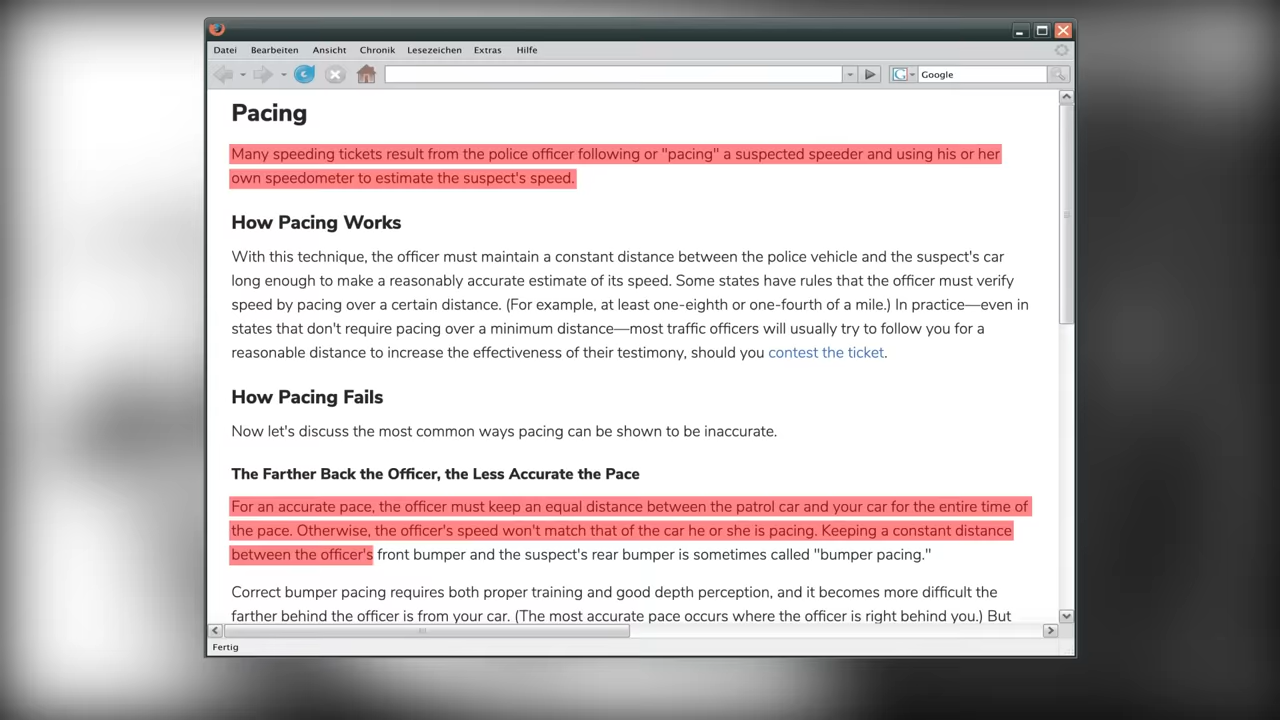 Datei Bearbeiten Ansicht Chronik Lesezeichen Extras Hilfe
G Google
Pacing
Many speeding tickets result from the police officer following or "pacing" a suspected speeder and using his or her
own speedometer to estimate the suspect's speed.
How Pacing Works
With this technique, the officer must maintain a constant distance between the police vehicle and the suspect's car
long enough to make a reasonably accurate estimate of its speed. Some states have rules that the officer must verify
speed by pacing over a certain distance. (For example, at least one-eighth or one-fourth of a mile.) In practice—even in
states that don't require pacing over a minimum distance—most traffic officers will usually try to follow you for a
reasonable distance to increase the effectiveness of their testimony, should you contest the ticket.
How Pacing Fails
Now let's discuss the most common ways pacing can be shown to be inaccurate.
The Farther Back the Officer, the Less Accurate the Pace
For an accurate pace, the officer must keep an equal distance between the patrol car and your car for the entire time of
the pace. Otherwise, the officer's speed won't match that of the car he or she is pacing. Keeping a constant distance
between the officer's front bumper and the suspect's rear bumper is sometimes called "bumper pacing."
Correct bumper pacing requires both proper training and good depth perception, and it becomes more difficult the
farther behind the officer is from your car. (The most accurate pace occurs where the officer is right behind you.) But
Fertig